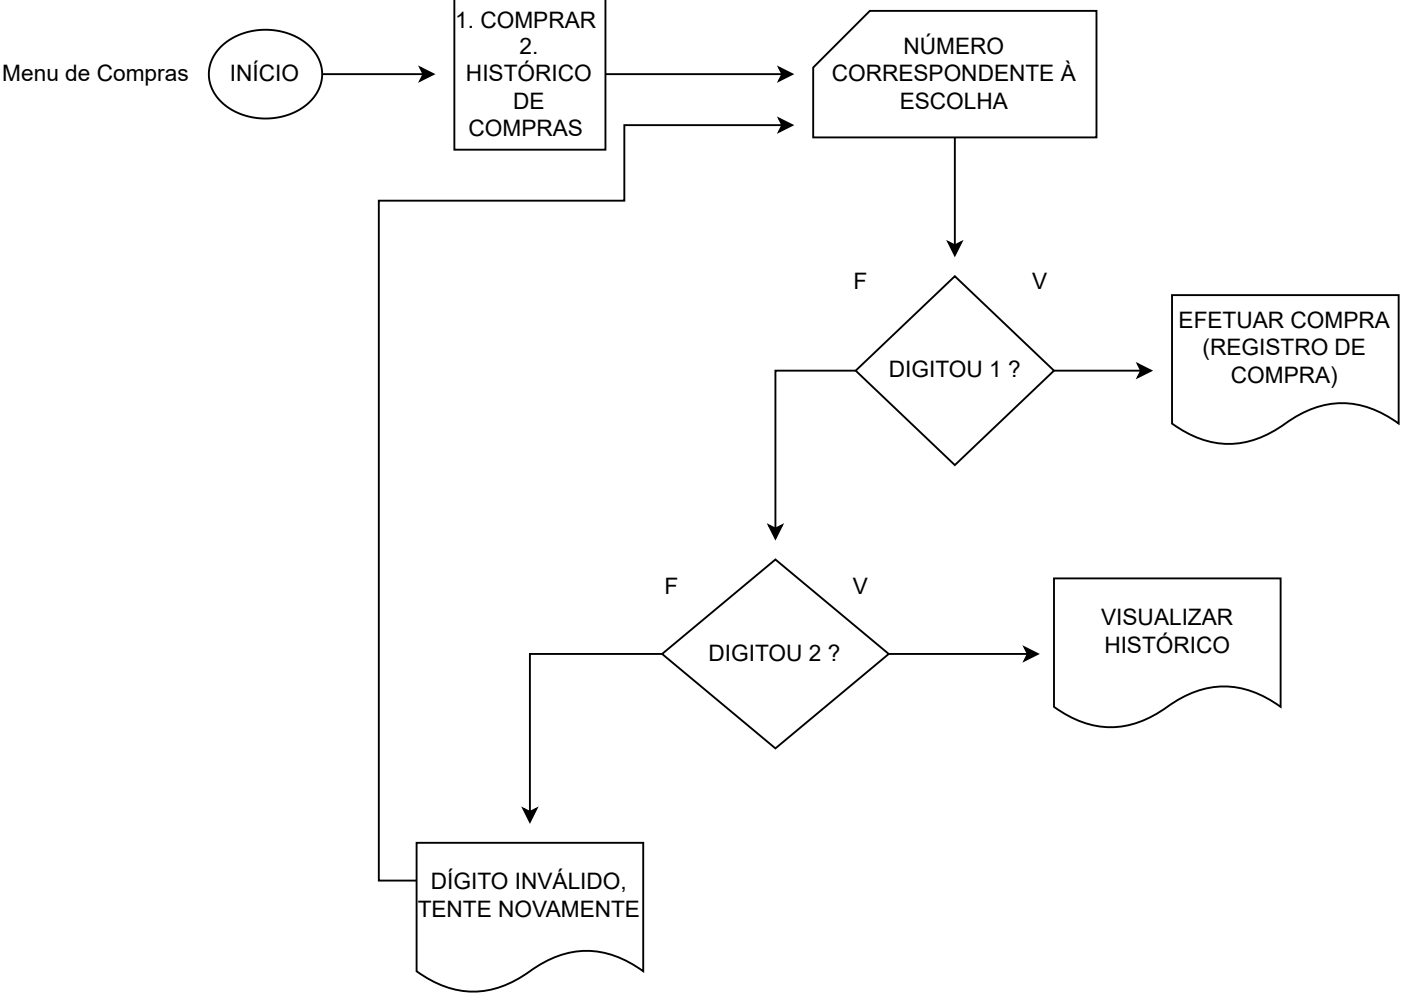 Menu de Compras
INÍCIO
1. COMPRAR
2.
HISTÓRICO
DE
COMPRAS
NÚMERO
CORRESPONDENTE À
ESCOLHA
F
V
DIGITOU 1 ?
EFETUAR COMPRA
(REGISTRO DE
COMPRA)
F
V
DIGITOU 2 ?
VISUALIZAR
HISTÓRICO
DÍGITO INVÁLIDO,
TENTE NOVAMENTE